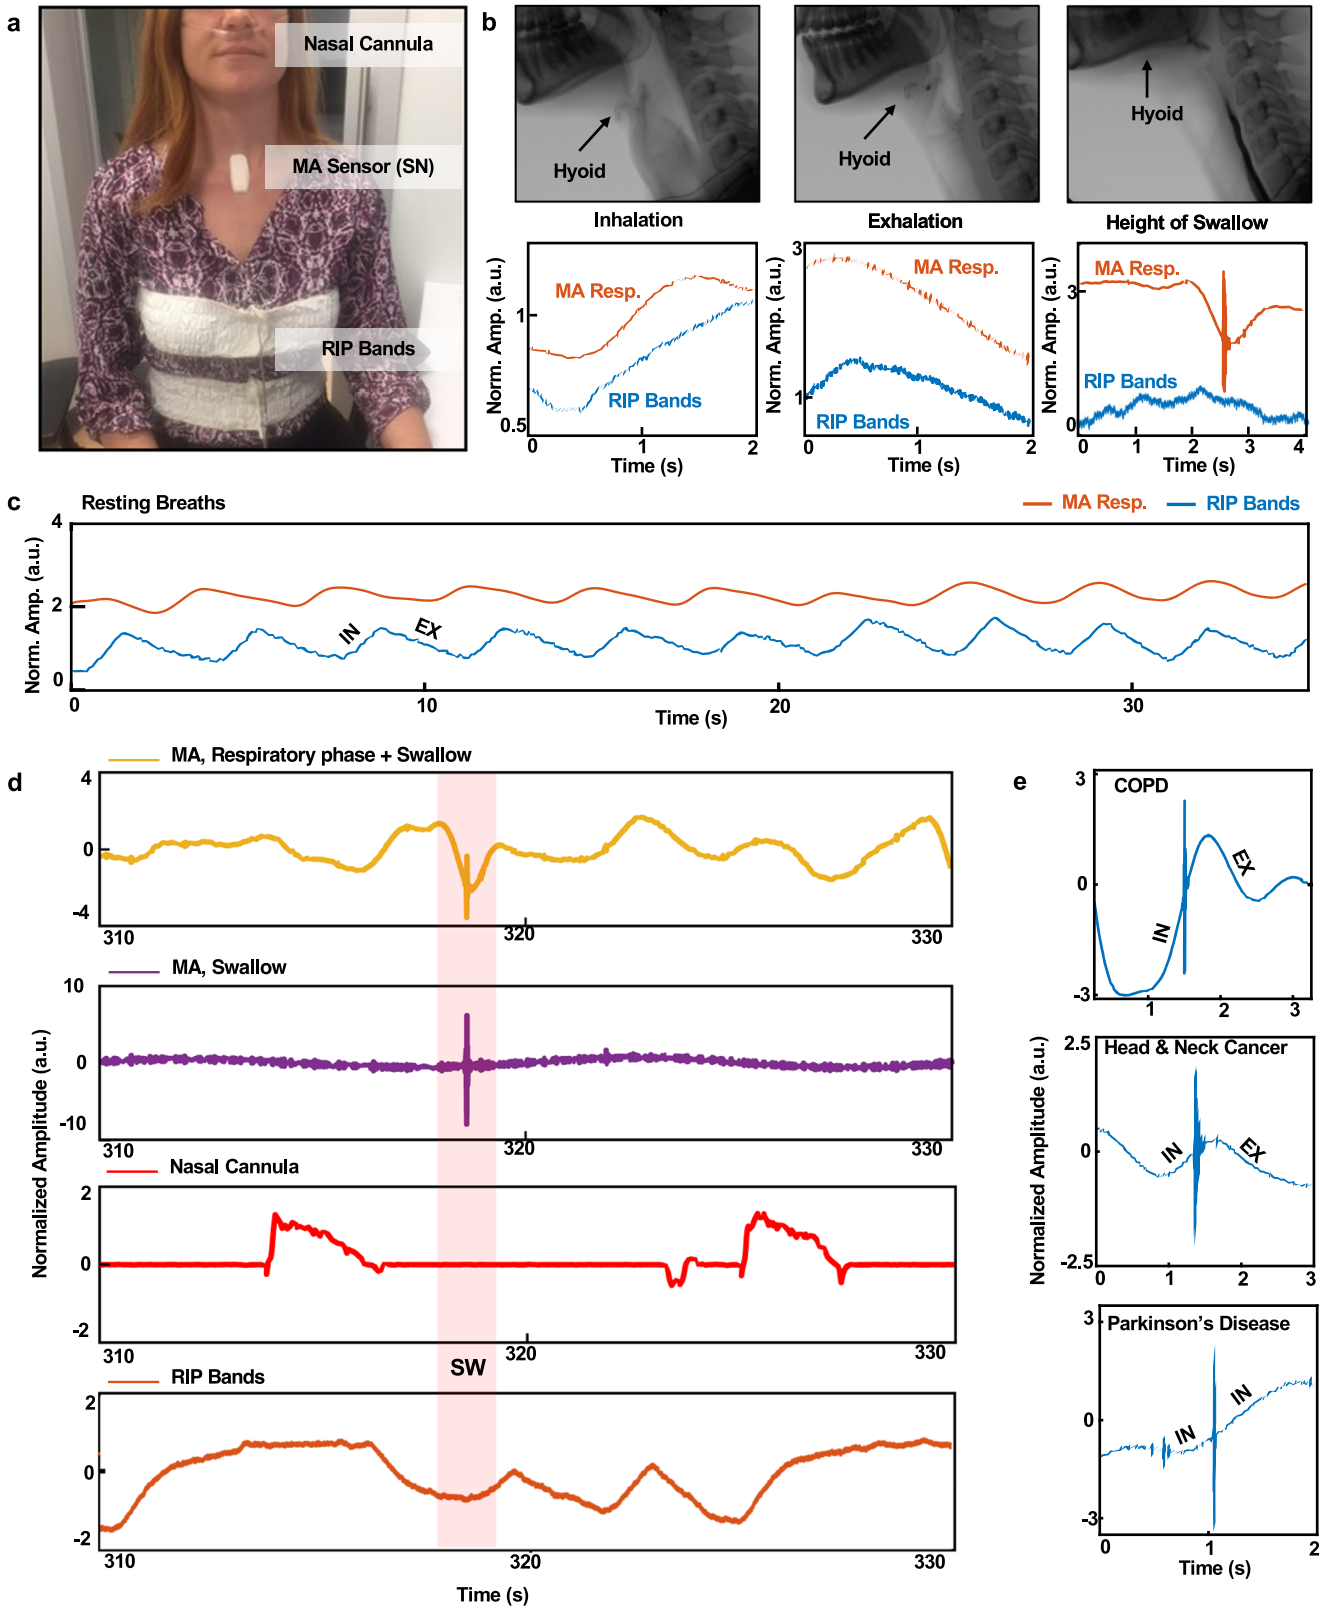 a
Nasal Cannula
MA Sensor (SN)
RIP Bands
b
Hyoid
Hyoid
Hyoid
Inhalation
Exhalation
Height of Swallow
Norm. Amp. (a.u.)
1
0.5
MA Resp.
RIP Bands
0 1 2
Time (s)
Norm. Amp. (a.u.)
3
1
MA Resp.
RIP Bands
0 1 2
Time (s)
Norm. Amp. (a.u.)
3
0
MA Resp.
RIP Bands
0 1 2 3 4
Time (s)
c
Resting Breaths
MA Resp. RIP Bands
Norm. Amp. (a.u.)
4
2
0
IN
EX
0 10 20 30
Time (s)
d
MA, Respiratory phase + Swallow
4
0
-4
310 320 330
MA, Swallow
10
0
-10
310 320 330
Normalized Amplitude (a.u.)
Nasal Cannula
2
0
-2
310 320 330
SW
RIP Bands
2
0
-2
310 320 330
Time (s)
e
COPD
3
0
-3
IN
EX
1 2 3
Normalized Amplitude (a.u.)
Head & Neck Cancer
2.5
0
-2.5
IN
EX
0 1 2 3
Parkinson's Disease
3
0
-3
IN
IN
0 1 2
Time (s)